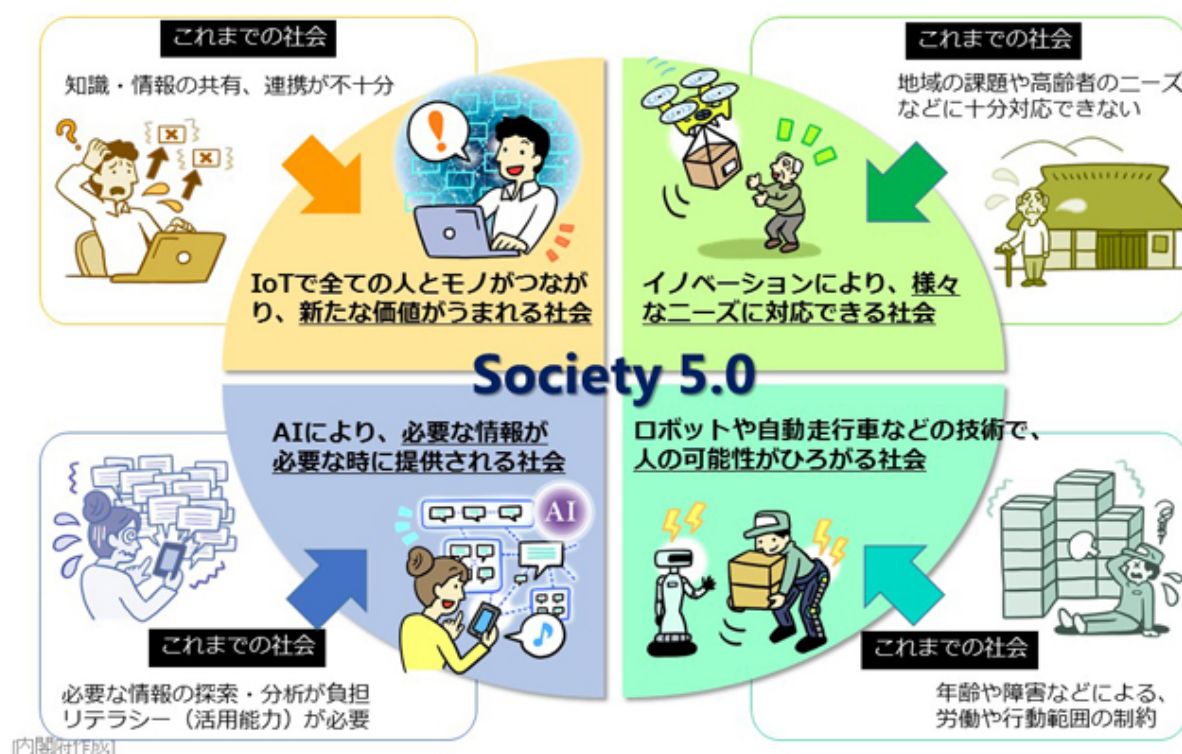 これまでの社会
知識・情報の共有、連携が不十分
IoTで全ての人とモノがつなが
り、新たな価値がうまれる社会
これまでの社会
地域の課題や高齢者のニーズ
などに十分対応できない
イノベーションにより、様々
なニーズに対応できる社会
Society 5.0
AIにより、必要な情報が
必要な時に提供される社会
AI
これまでの社会
必要な情報の探索・分析が負担
リテラシー（活用能力）が必要
ロボットや自動走行車などの技術で、
人の可能性がひろがる社会
これまでの社会
年齢や障害などによる、
労働や行動範囲の制約
[内閣府作成]